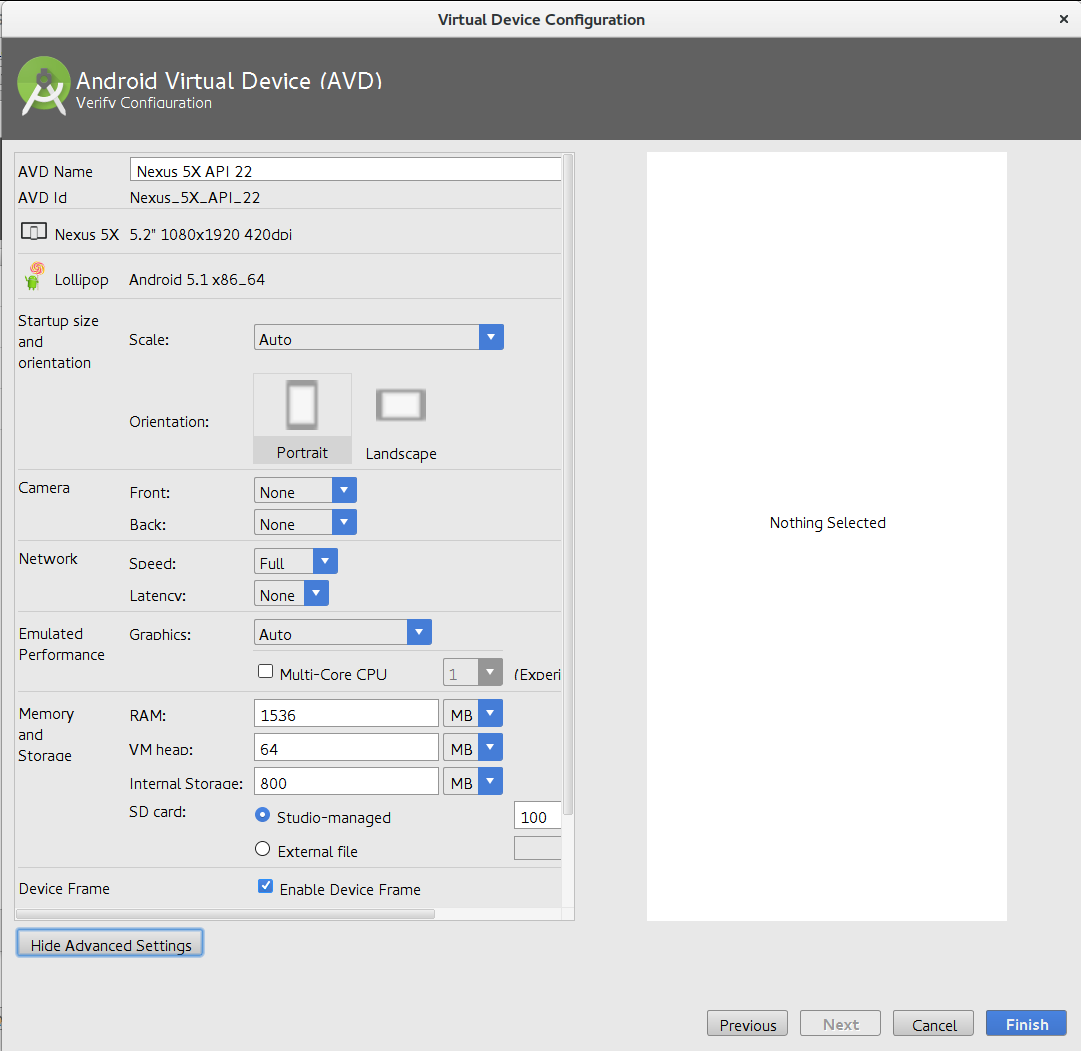 Virtual Device Configuration
Android Virtual Device (AVD)
Verify Configuration
AVD Name Nexus 5X API 22
AVD Id Nexus_5X_API_22
Nexus 5X 5.2" 1080x1920 420dpi
Lollipop Android 5.1 x86_64
Startup size
and
orientation
Scale: Auto
Orientation:
Portrait Landscape
Camera Front: None
Back: None
Network Speed: Full
Latency: None
Emulated
Performance
Graphics: Auto
Multi-Core CPU 1 (Experi
Memory
and
Storage
RAM: 1536 MB
VM heap: 64 MB
Internal Storage: 800 MB
SD card: Studio-managed 100
External file
Device Frame Enable Device Frame
Hide Advanced Settings
Nothing Selected
Previous Next Cancel Finish